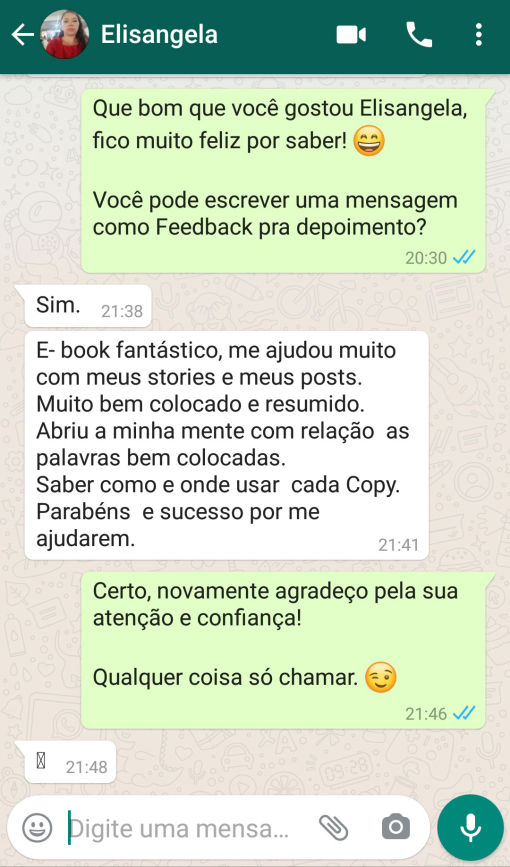 Elisangela
Que bom que você gostou Elisangela,
fico muito feliz por saber! 😄
Você pode escrever uma mensagem
como Feedback pra depoimento?
20:30
Sim.
21:38
E- book fantástico, me ajudou muito
com meus stories e meus posts.
Muito bem colocado e resumido.
Abriu a minha mente com relação  as
palavras bem colocadas.
Saber como e onde usar  cada Copy.
Parabéns  e sucesso por me
ajudarem.
21:41
Certo, novamente agradeço pela sua
atenção e confiança!
Qualquer coisa só chamar. 😉
21:46
21:48
Digite uma mensa...